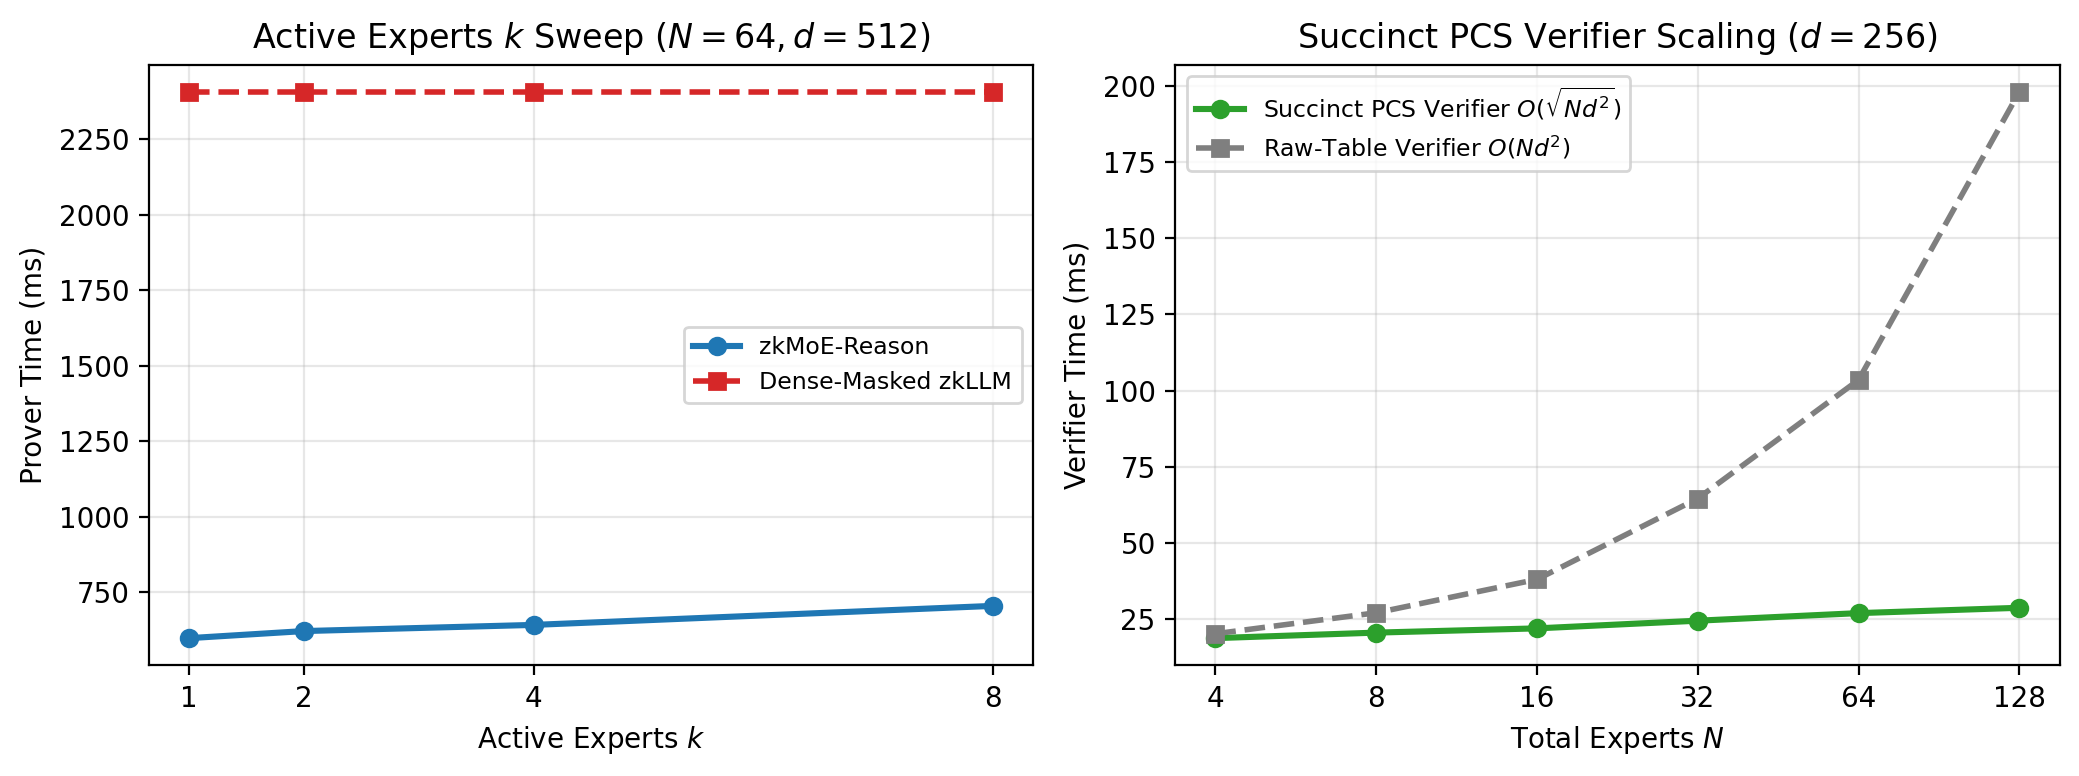 Active Experts k Sweep (N = 64, d = 512)
Prover Time (ms)
2250
2000
1750
1500
1250
1000
750
zkMoE-Reason
Dense-Masked zkLLM
1 2 4 8
Active Experts k
Succinct PCS Verifier Scaling (d = 256)
Verifier Time (ms)
200
175
150
125
100
75
50
25
Succinct PCS Verifier O(√Nd²)
Raw-Table Verifier O(Nd²)
4 8 16 32 64 128
Total Experts N